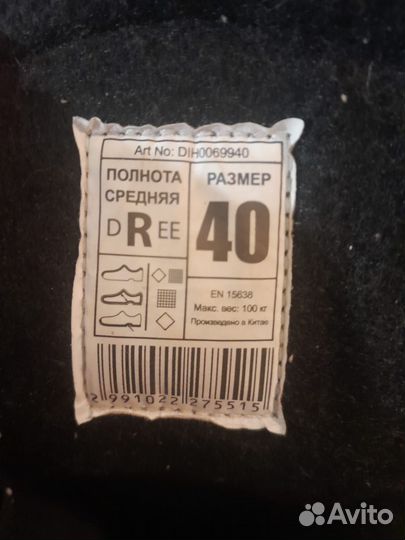 Art No: DIH0069940
ПОЛНОТА
СРЕДНЯЯ
D R EE
РАЗМЕР
40
EN 15638
Макс. вес: 100 кг
Произведено в Китае
2 991022 275515
Avito